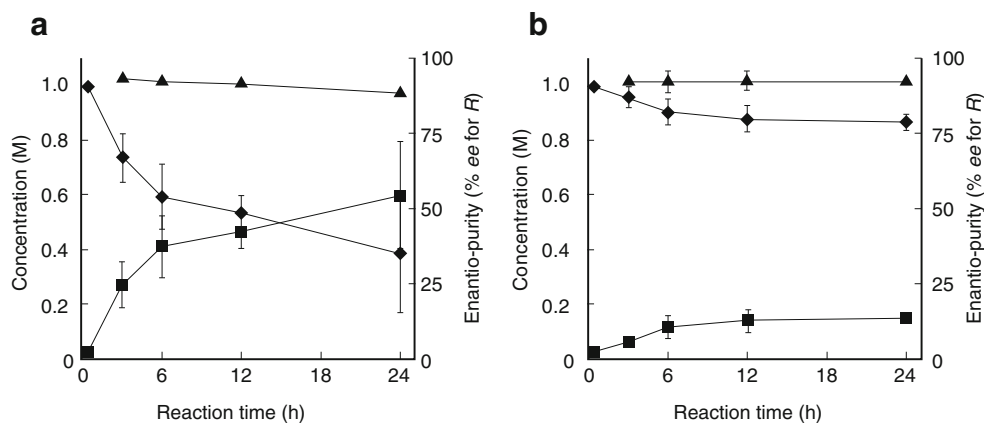 a
Concentration (M)
1.0
0.8
0.6
0.4
0.2
0
100
75
50
25
0
Enantio-purity (% ee for R)
0 6 12 18 24
Reaction time (h)
b
Concentration (M)
1.0
0.8
0.6
0.4
0.2
0
100
75
50
25
0
Enantio-purity (% ee for R)
0 6 12 18 24
Reaction time (h)